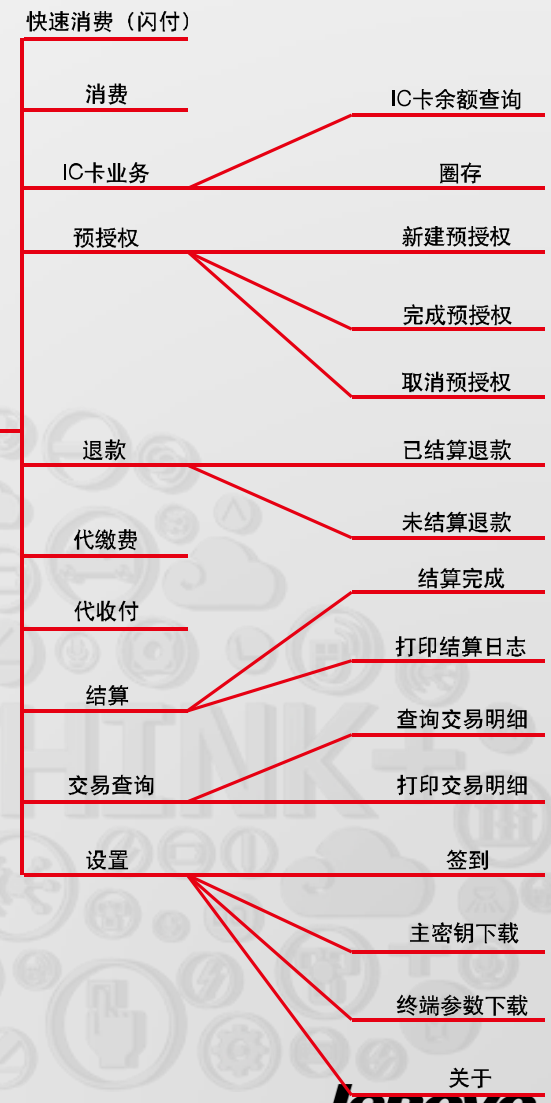 快速消费（闪付）
消费
IC卡业务
IC卡余额查询
圈存
预授权
新建预授权
完成预授权
取消预授权
退款
已结算退款
未结算退款
代缴费
代收付
结算
结算完成
打印结算日志
交易查询
查询交易明细
打印交易明细
设置
签到
主密钥下载
终端参数下载
关于
HINK+
lenovo